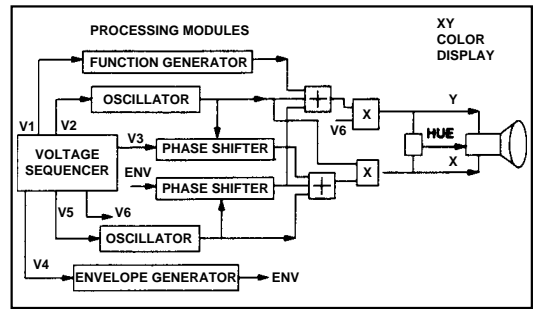 PROCESSING MODULES
XY
COLOR
DISPLAY
FUNCTION GENERATOR
V1
V2
OSCILLATOR
+
V6
X
Y
VOLTAGE
SEQUENCER
V3
PHASE SHIFTER
HUE
ENV
PHASE SHIFTER
+
X
X
V5
V6
OSCILLATOR
V4
ENVELOPE GENERATOR
ENV